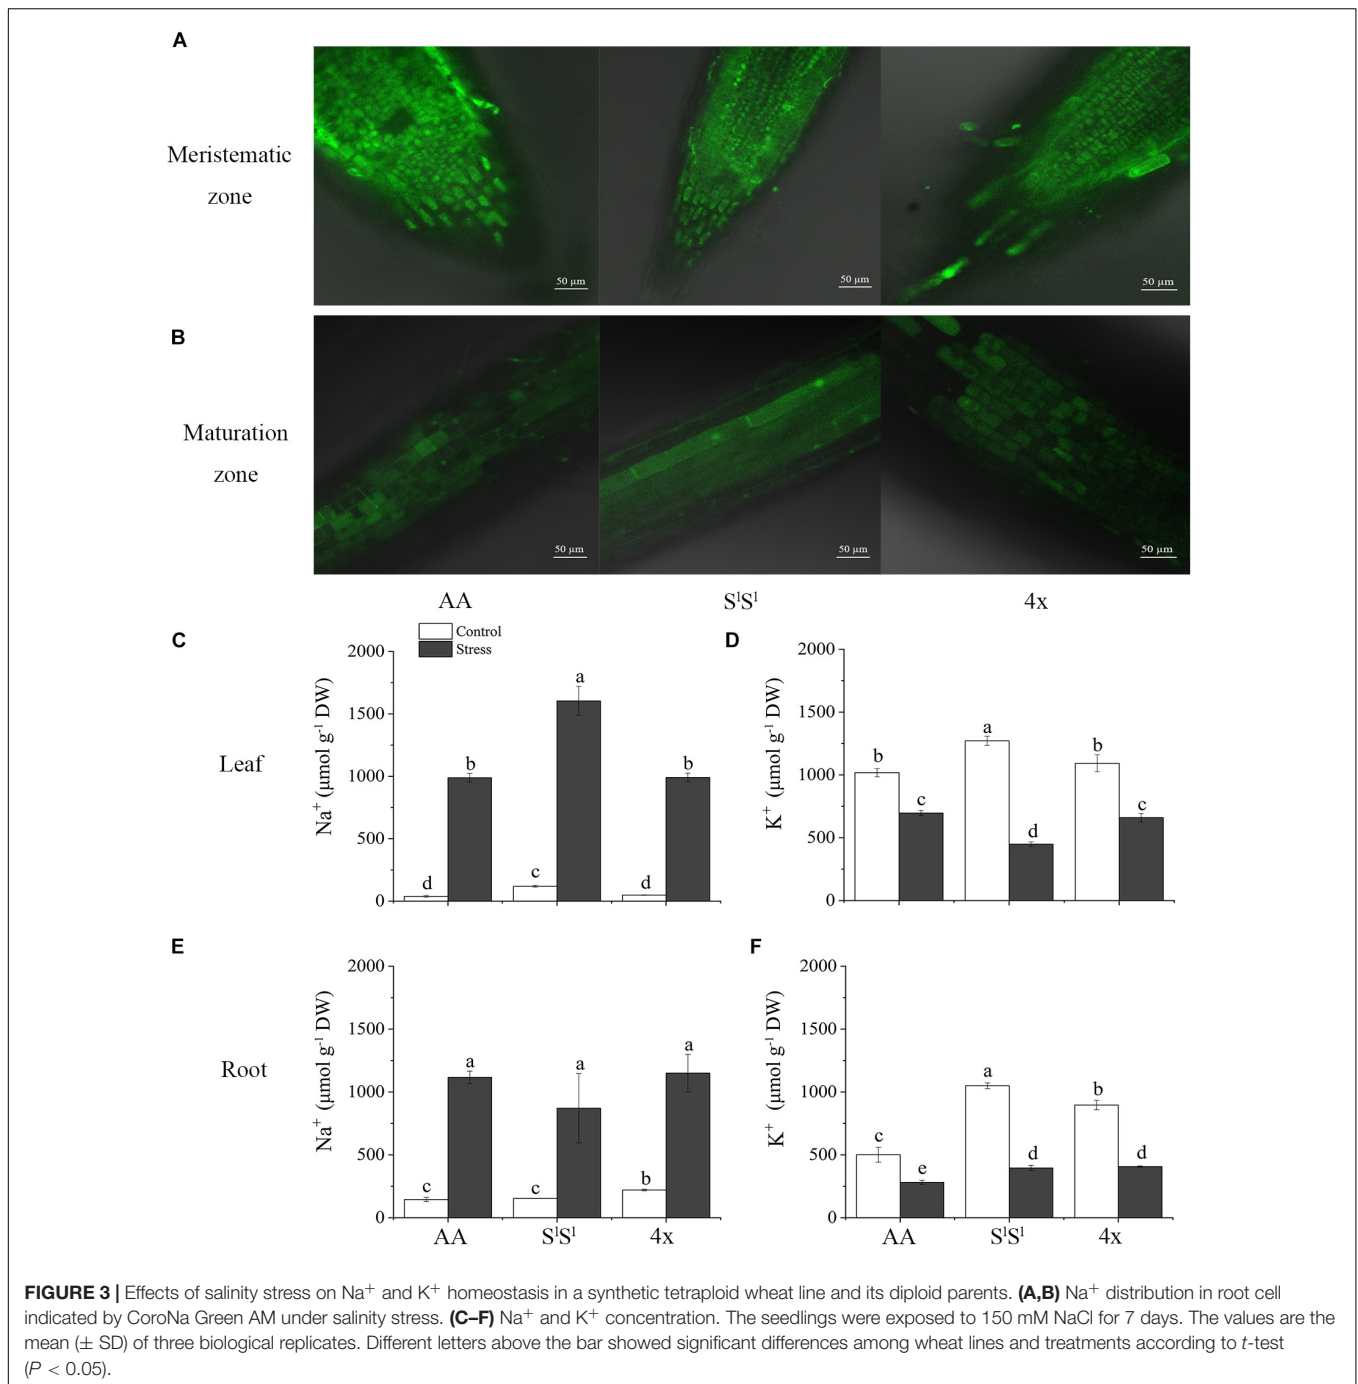 A
Meristematic
zone
50 µm
50 µm
50 µm
B
Maturation
zone
50 µm
50 µm
50 µm
AA
SˡSˡ
4x
C
Control
Stress
Leaf
Na⁺ (µmol g⁻¹ DW)
2000
1500
1000
500
0
d
b
c
a
d
b
D
K⁺ (µmol g⁻¹ DW)
2000
1500
1000
500
0
b
c
a
d
b
c
E
Root
Na⁺ (µmol g⁻¹ DW)
2000
1500
1000
500
0
c
a
c
a
b
a
AA
SˡSˡ
4x
F
K⁺ (µmol g⁻¹ DW)
2000
1500
1000
500
0
c
e
a
d
b
d
AA
SˡSˡ
4x
FIGURE 3 | Effects of salinity stress on Na⁺ and K⁺ homeostasis in a synthetic tetraploid wheat line and its diploid parents. (A,B) Na⁺ distribution in root cell
indicated by CoroNa Green AM under salinity stress. (C–F) Na⁺ and K⁺ concentration. The seedlings were exposed to 150 mM NaCl for 7 days. The values are the
mean (± SD) of three biological replicates. Different letters above the bar showed significant differences among wheat lines and treatments according to t-test
(P < 0.05).